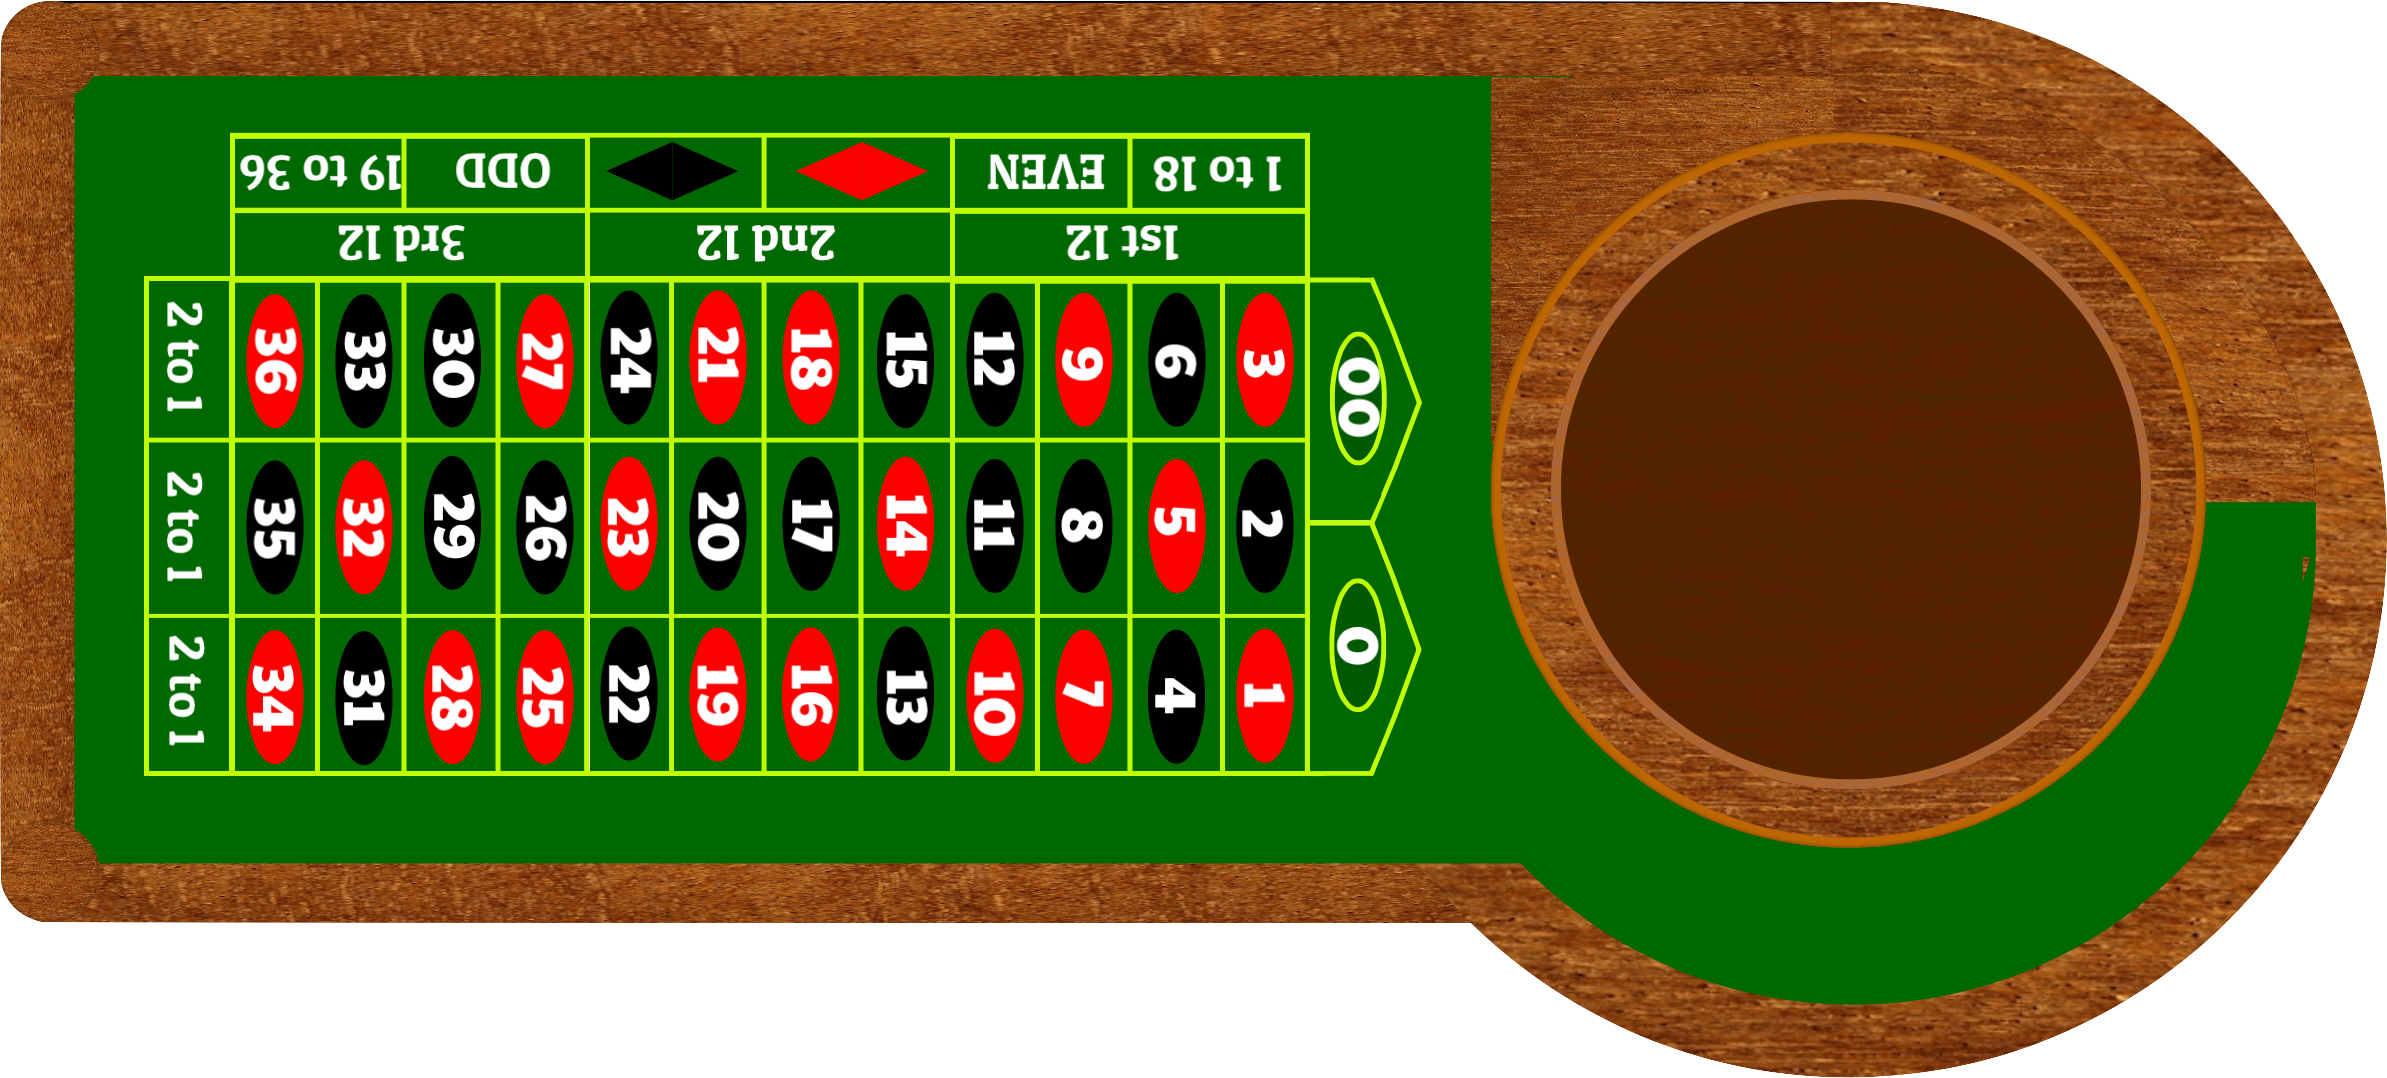 19 to 36 ODD EVEN 1 to 18
3rd 12 2nd 12 1st 12
2 to 1 36 33 30 27 24 21 18 15 12 9 6 3 00
2 to 1 35 32 29 26 23 20 17 14 11 8 5 2
2 to 1 34 31 28 25 22 19 16 13 10 7 4 1 0